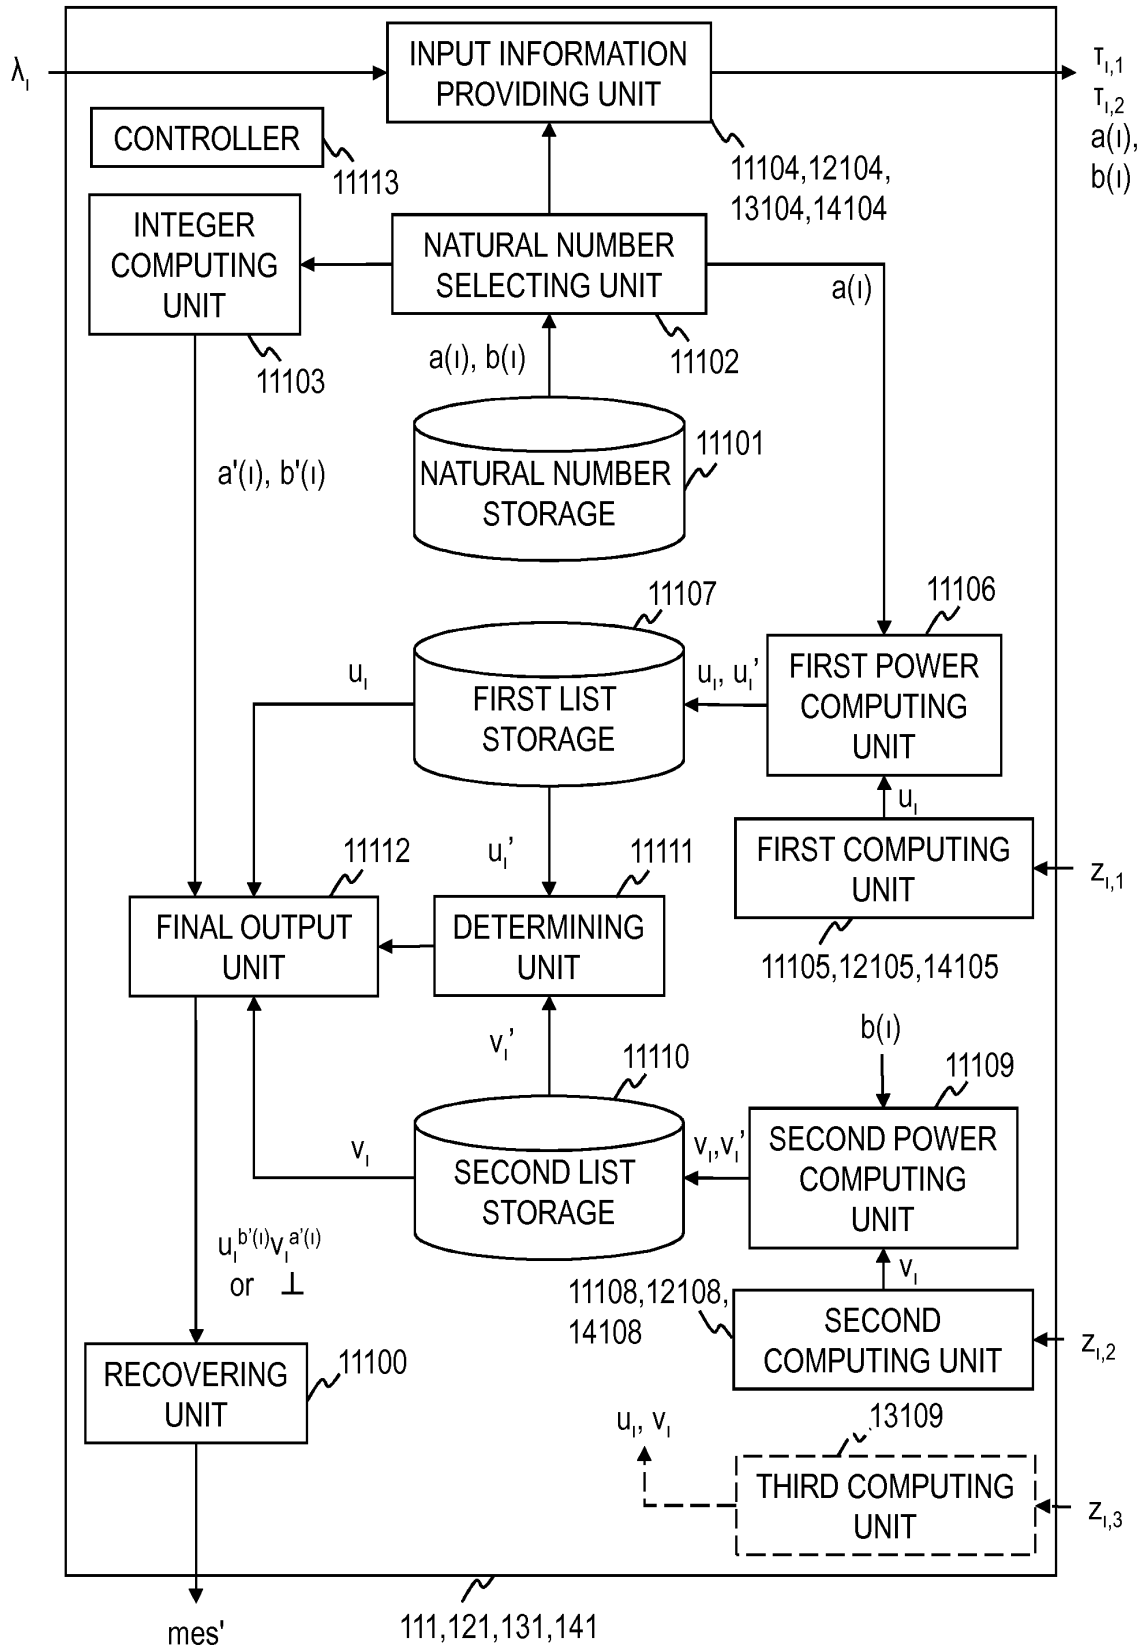 λι
INPUT INFORMATION
PROVIDING UNIT
τι,1
τι,2
a(ι),
b(ι)
CONTROLLER
11113
11104,12104,
13104,14104
INTEGER
COMPUTING
UNIT
11103
NATURAL NUMBER
SELECTING UNIT
11102
a(ι)
a(ι), b(ι)
NATURAL NUMBER
STORAGE
11101
a'(ι), b'(ι)
11107
FIRST LIST
STORAGE
uι
uι, uι'
11106
FIRST POWER
COMPUTING
UNIT
uι
FIRST COMPUTING
UNIT
zι,1
11105,12105,14105
uι'
11112
FINAL OUTPUT
UNIT
11111
DETERMINING
UNIT
vι'
b(ι)
11110
SECOND LIST
STORAGE
vι
vι,vι'
11109
SECOND POWER
COMPUTING
UNIT
vι
11108,12108,
14108
SECOND
COMPUTING UNIT
zι,2
uιb'(ι)vιa'(ι)
or ⊥
RECOVERING
UNIT
11100
uι, vι
13109
THIRD COMPUTING
UNIT
zι,3
mes'
111,121,131,141